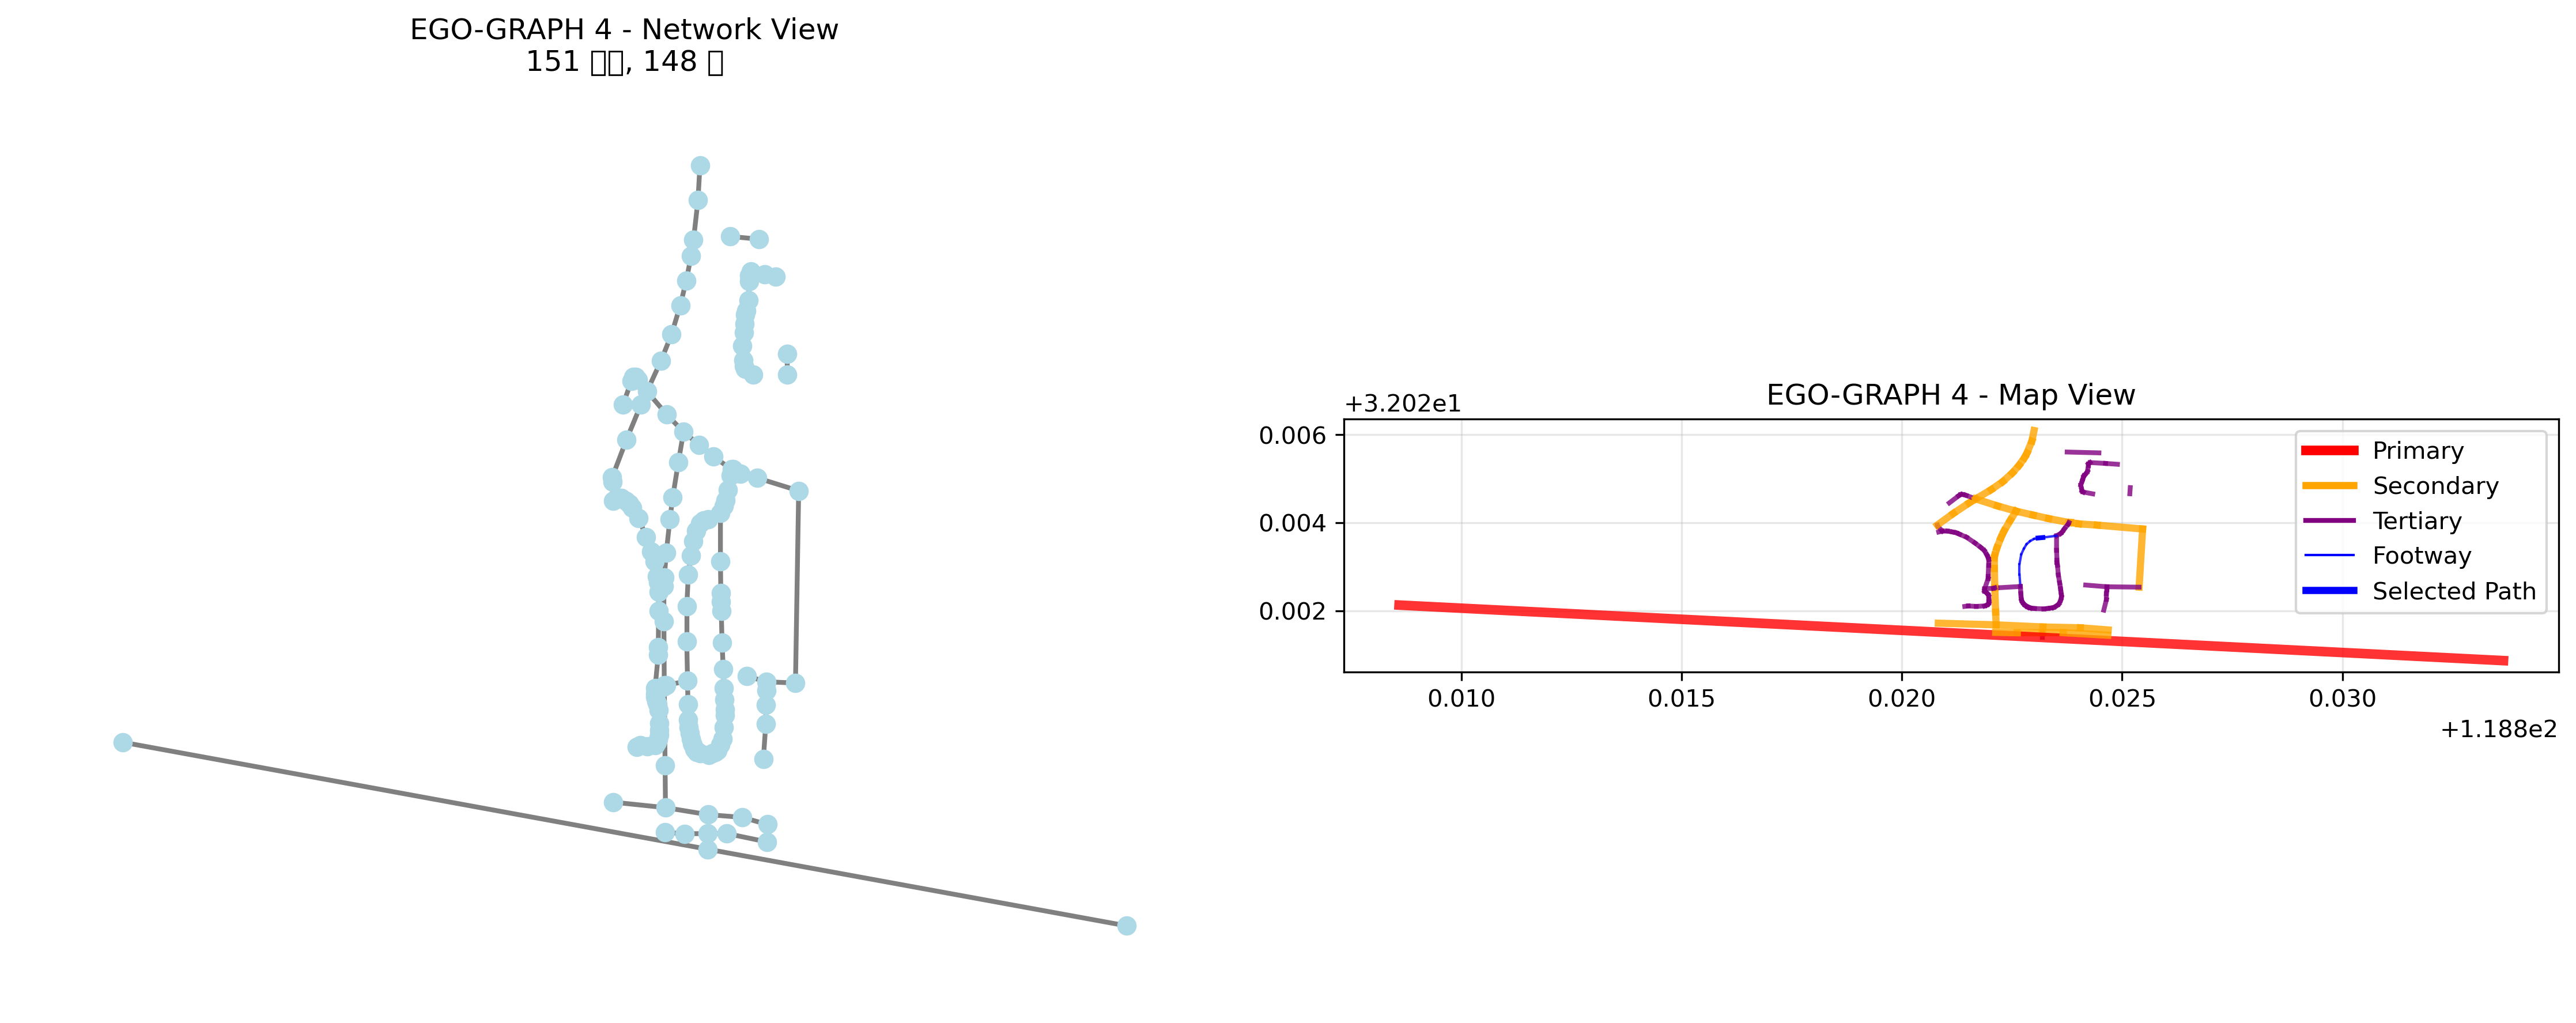 EGO-GRAPH 4 - Network View
151 , 148
EGO-GRAPH 4 - Map View
+3.202e1
0.006
0.004
0.002
Primary
Secondary
Tertiary
Footway
Selected Path
0.010
0.015
0.020
0.025
0.030
+1.188e2